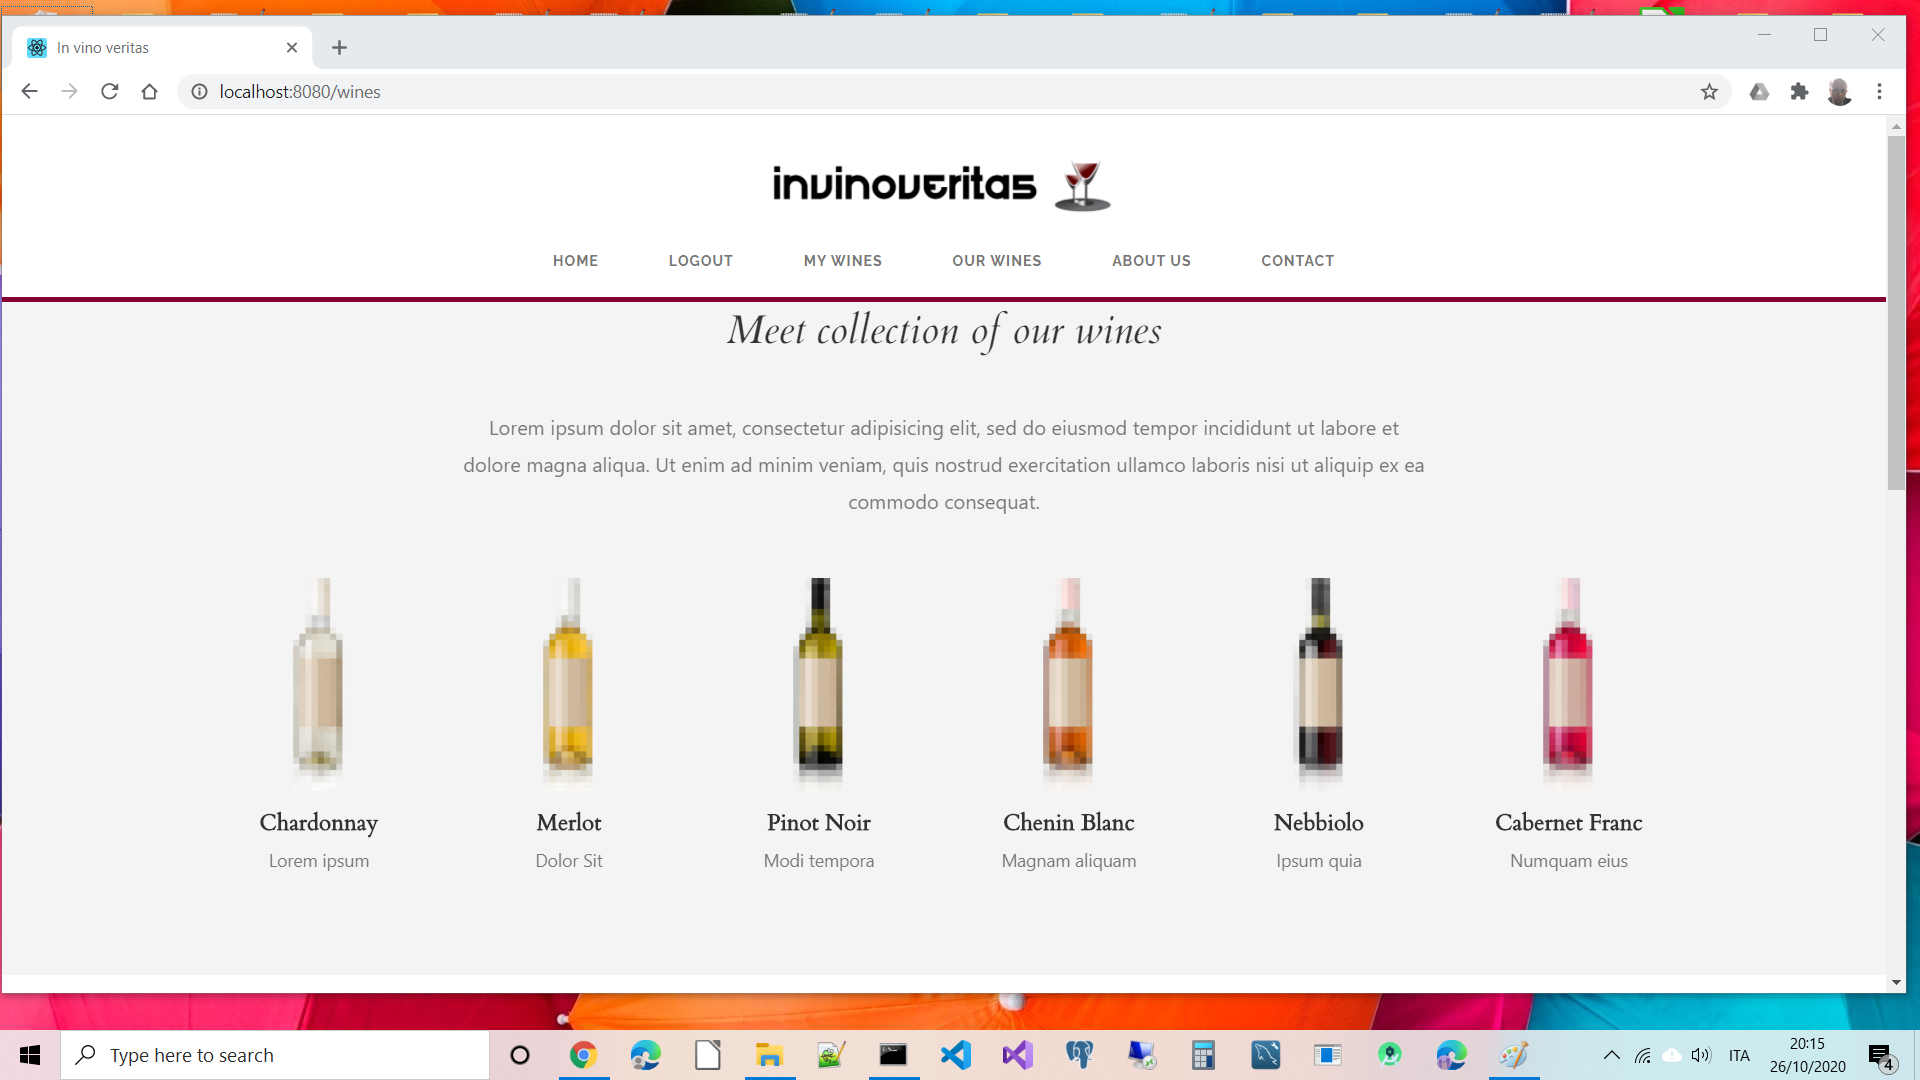 In vino veritas
localhost:8080/wines
invinoveritas
HOME LOGOUT MY WINES OUR WINES ABOUT US CONTACT
Meet collection of our wines
Lorem ipsum dolor sit amet, consectetur adipisicing elit, sed do eiusmod tempor incididunt ut labore et
dolore magna aliqua. Ut enim ad minim veniam, quis nostrud exercitation ullamco laboris nisi ut aliquip ex ea
commodo consequat.
Chardonnay Merlot Pinot Noir Chenin Blanc Nebbiolo Cabernet Franc
Lorem ipsum Dolor Sit Modi tempora Magnam aliquam Ipsum quia Numquam eius
Type here to search
ITA
20:15
26/10/2020
4